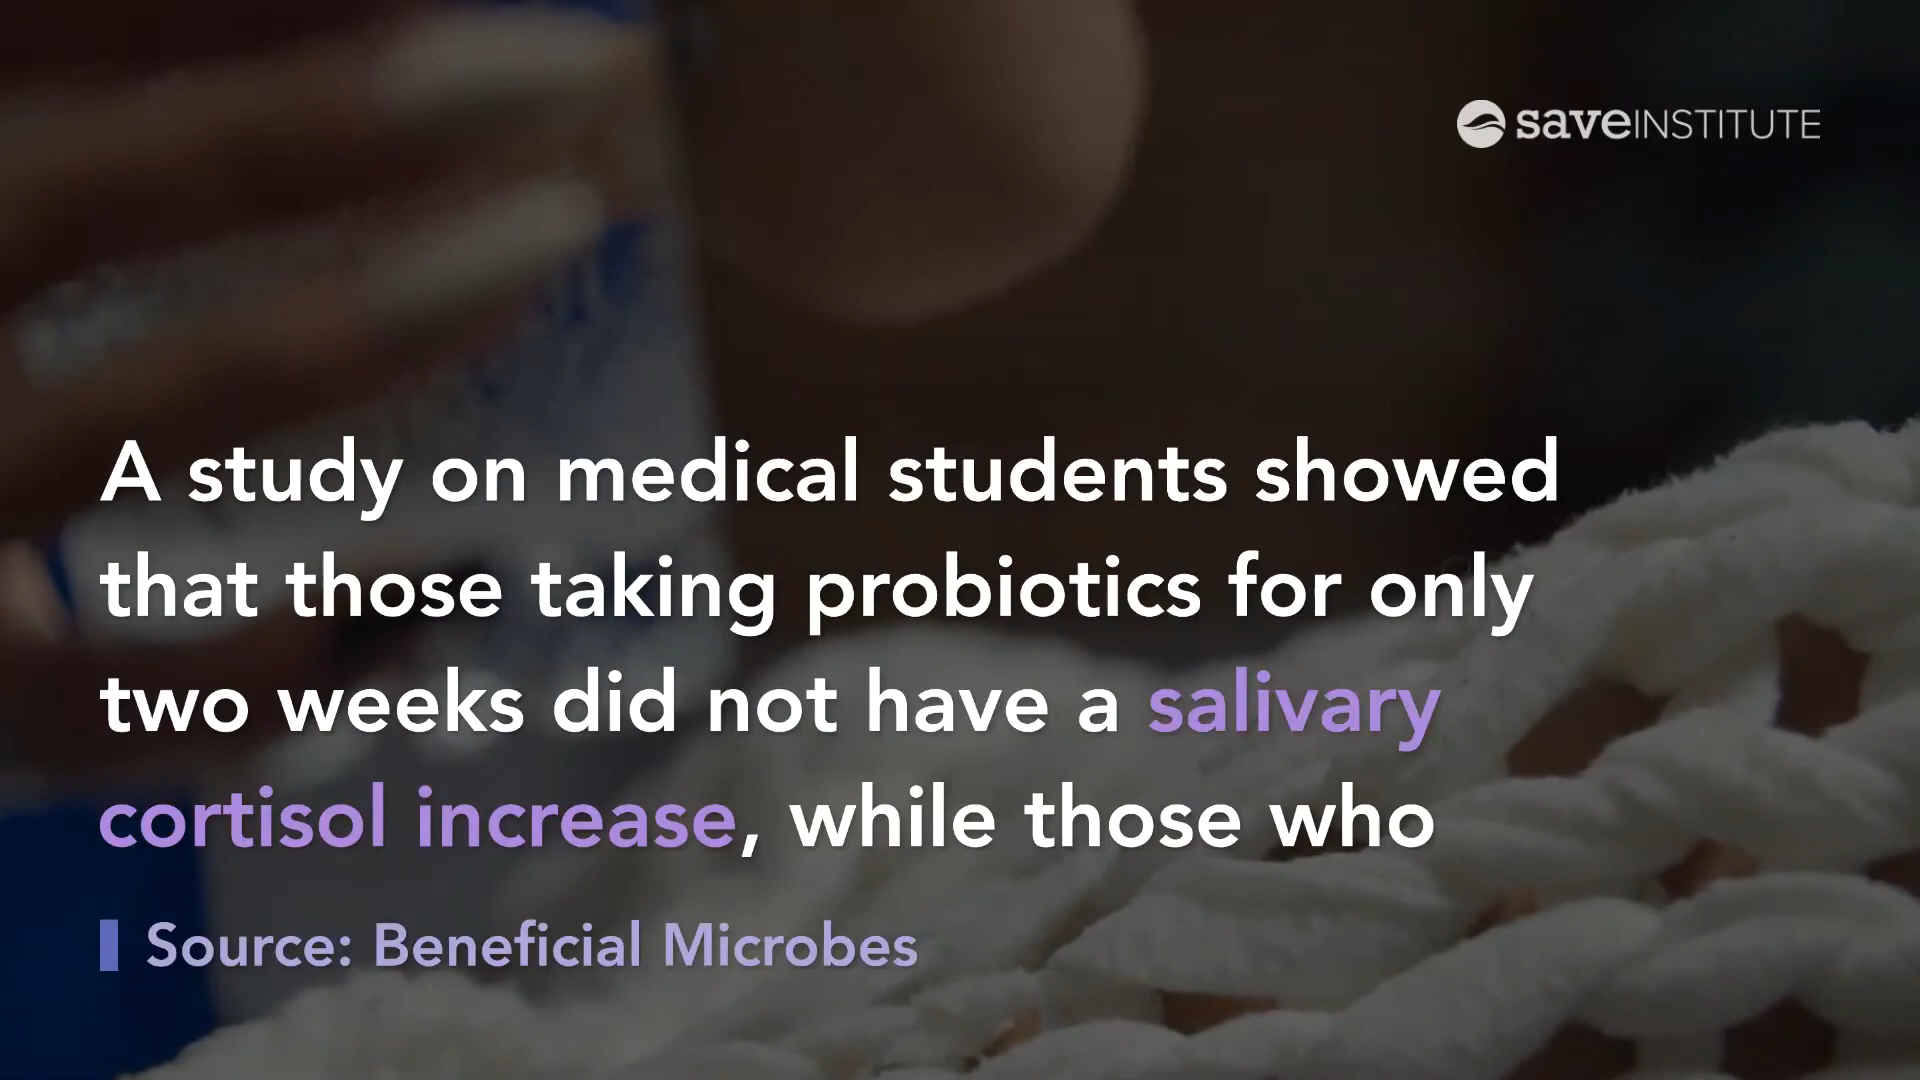 saveINSTITUTE
A study on medical students showed
that those taking probiotics for only
two weeks did not have a salivary
cortisol increase, while those who
Source: Beneficial Microbes